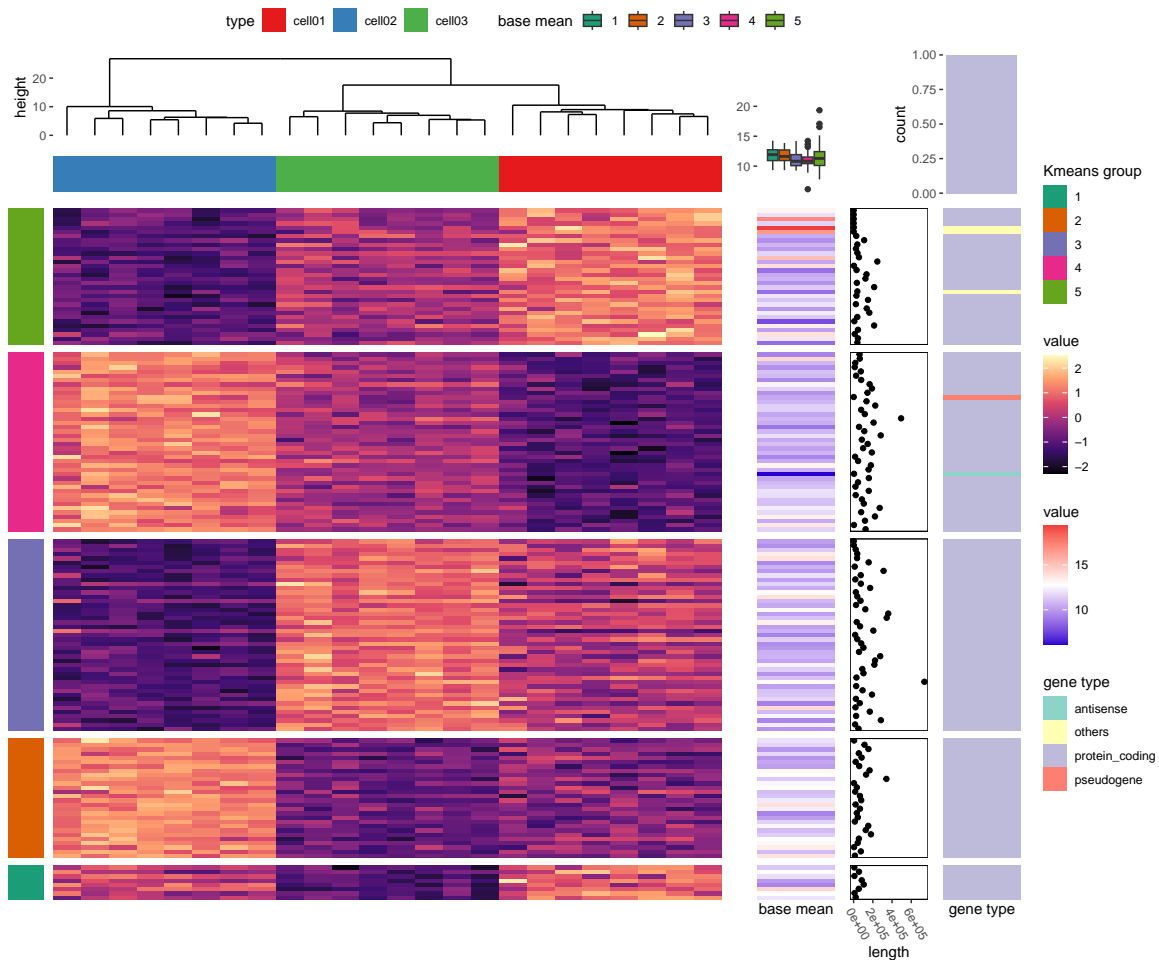 type cell01 cell02 cell03 base mean 1 2 3 4 5
height
20
10
0
20
15
10
count
1.00
0.75
0.50
0.25
0.00
Kmeans group
1
2
3
4
5
value
2
1
0
−1
−2
value
15
10
gene type
antisense
others
protein_coding
pseudogene
base mean
0e+00
2e+05
4e+05
6e+05
length
gene type